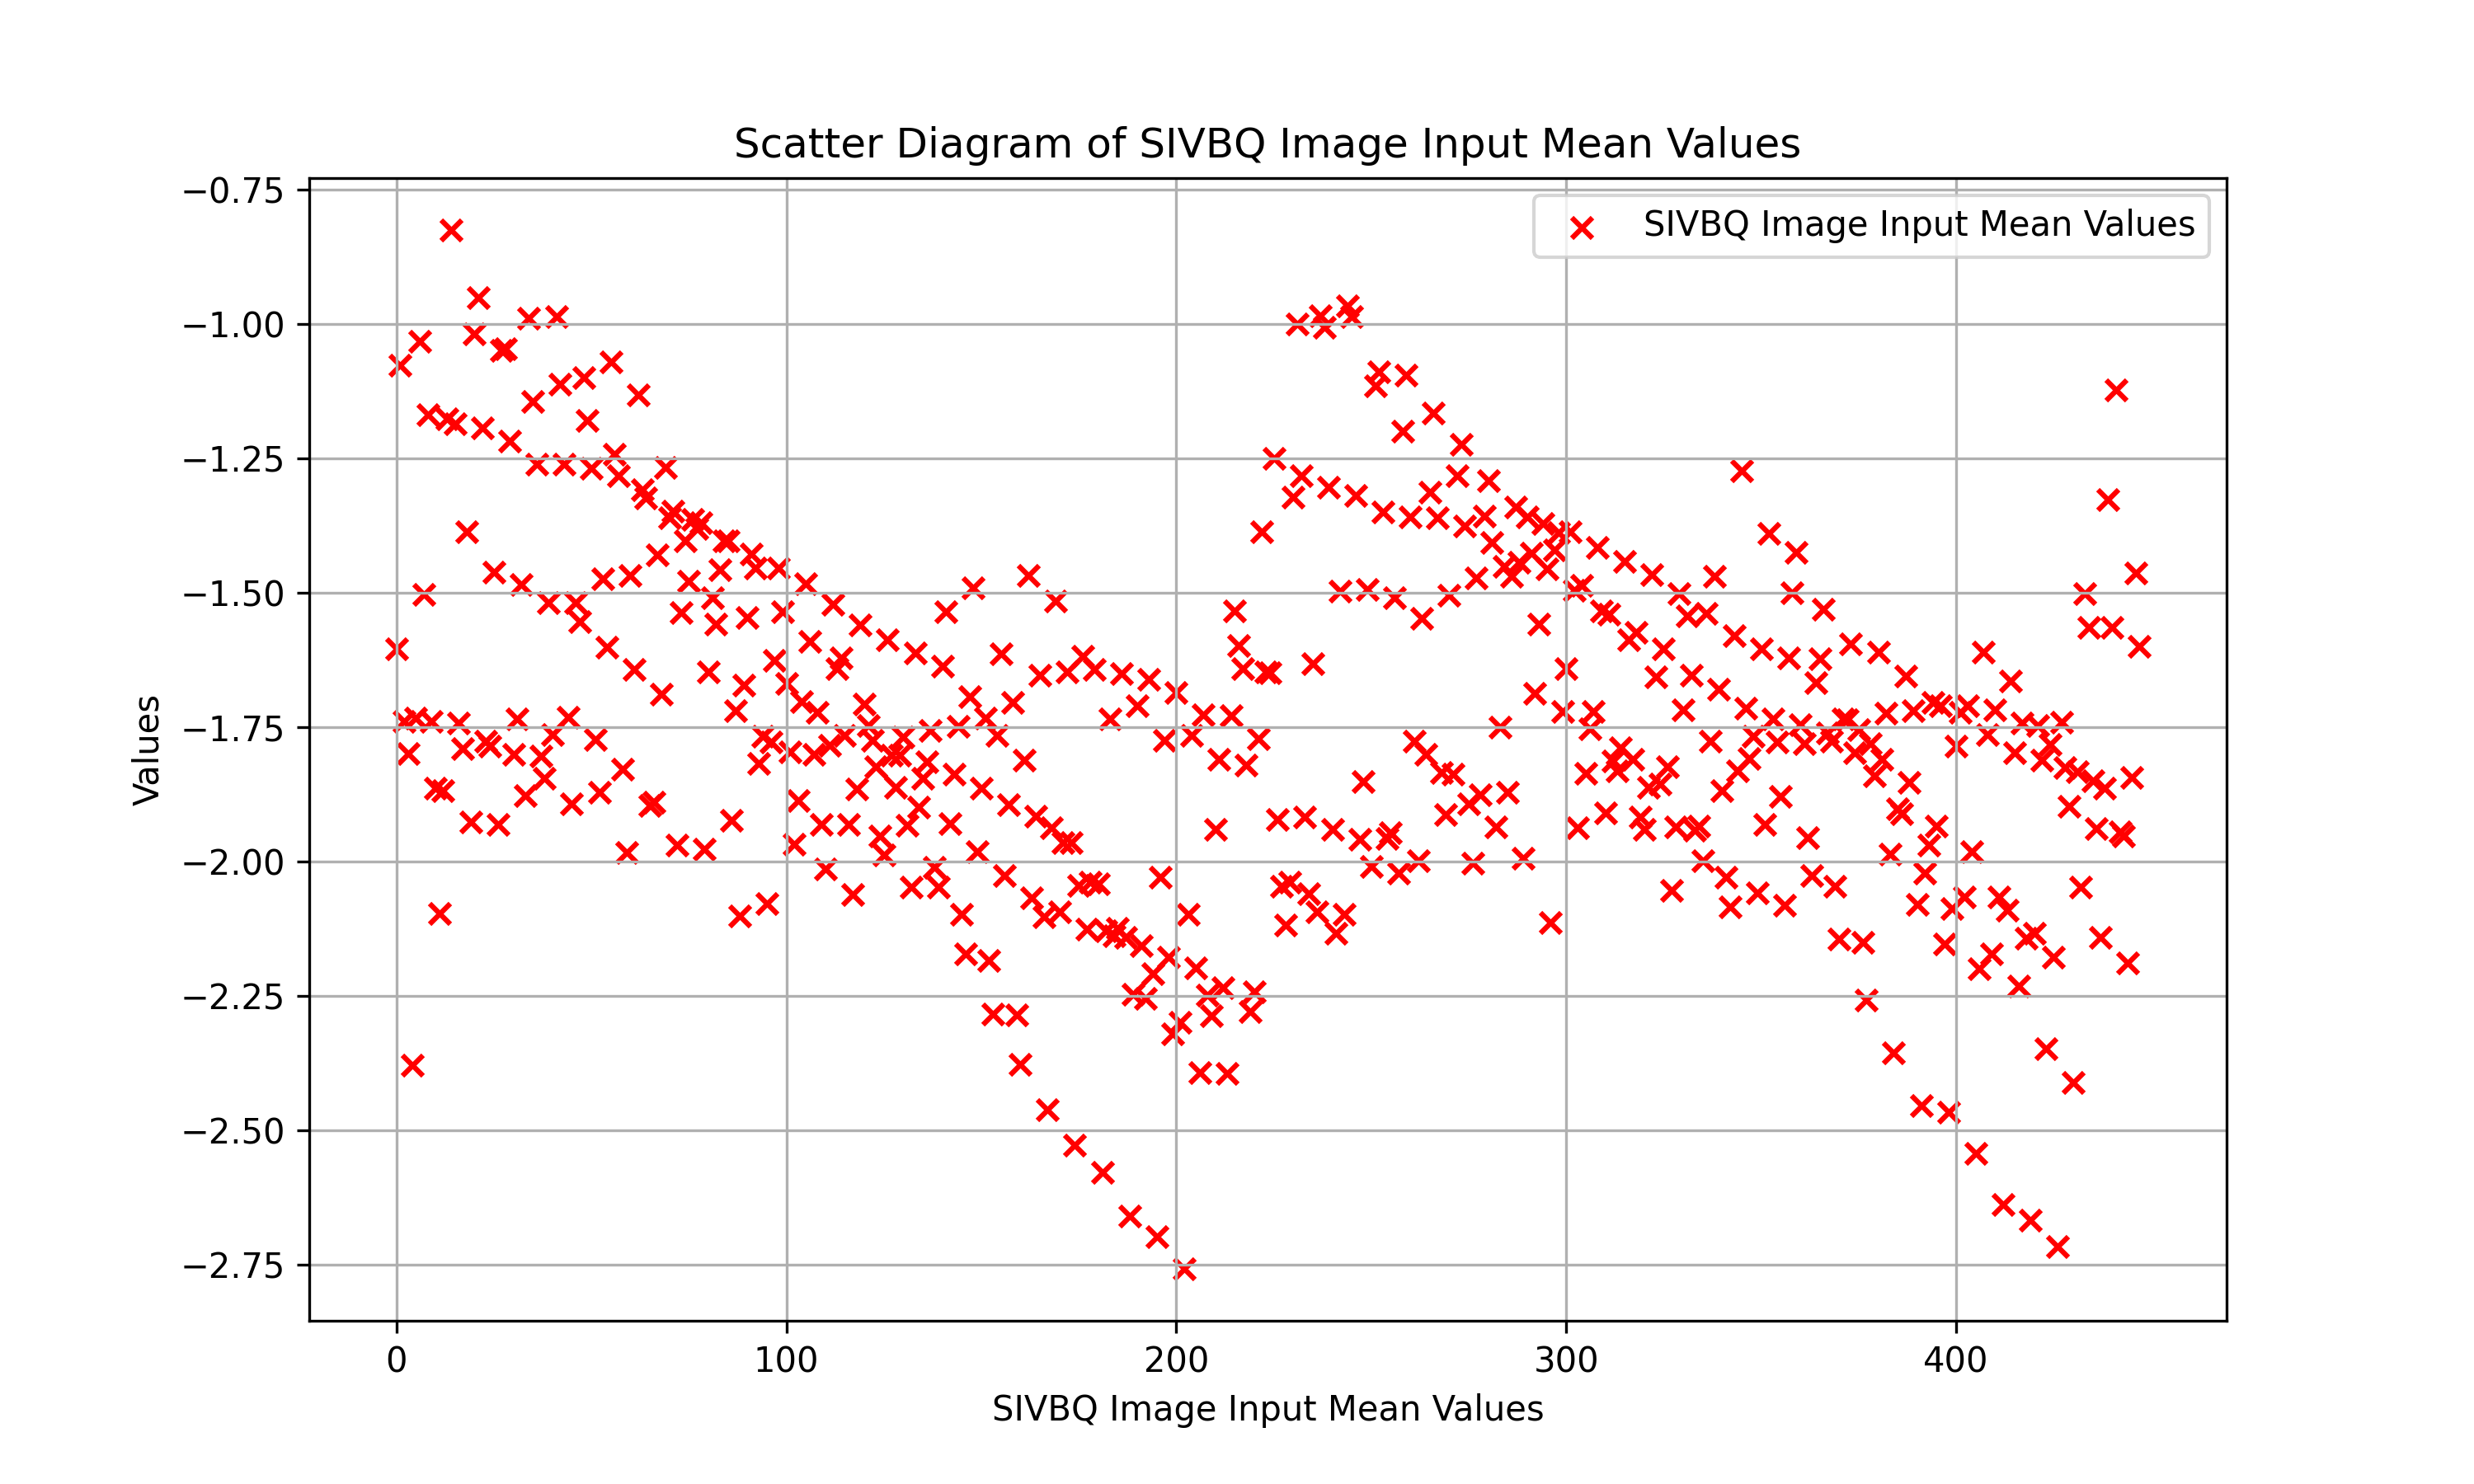 Scatter Diagram of SIVBQ Image Input Mean Values
SIVBQ Image Input Mean Values
−0.75
−1.00
−1.25
−1.50
−1.75
−2.00
−2.25
−2.50
−2.75
Values
0 100 200 300 400
SIVBQ Image Input Mean Values